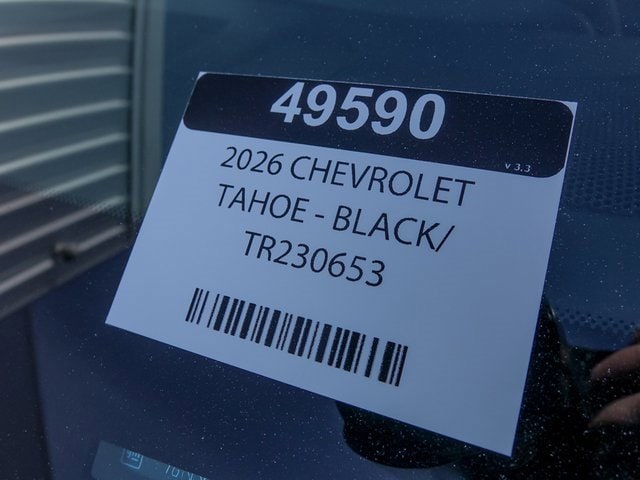 49590
v 3.3
2026 CHEVROLET
TAHOE - BLACK/
TR230653